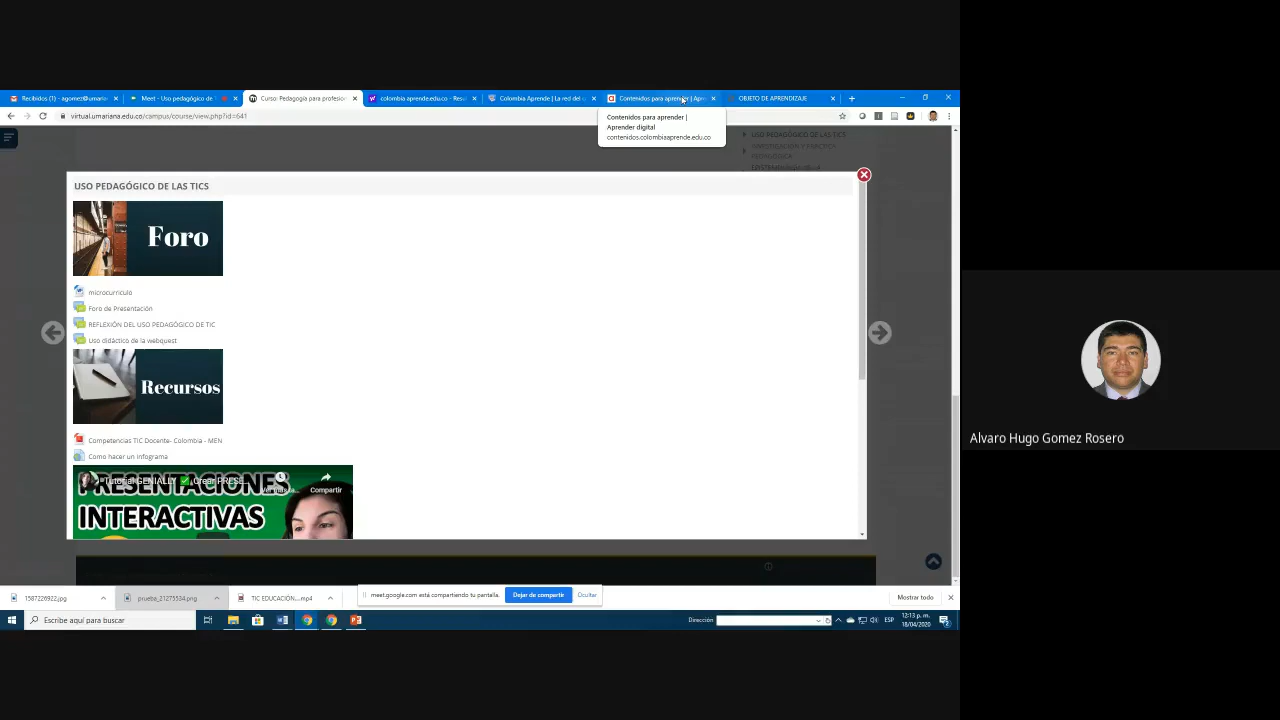 Recibidos (1) - agomez@umaria
Meet - Uso pedagógico de
Curso: Pedagogía para profesion
colombia aprende.edu.co - Resu
Colombia Aprende | La red del c
Contenidos para aprender | Apre
OBJETO DE APRENDIZAJE
virtual.umariana.edu.co/campus/course/view.php?id=641
Contenidos para aprender |
Aprender digital
contenidos.colombiaaprende.edu.co
USO PEDAGÓGICO DE LAS TICS
USO PEDAGÓGICO DE LAS TICS
Foro
microcurriculo
Foro de Presentación
REFLEXIÓN DEL USO PEDAGÓGICO DE TIC
Uso didáctico de la webquest
Recursos
Competencias TIC Docente- Colombia - MEN
Como hacer un infograma
Tutorial GENIALLY ✅ Crear PRESE...
Compartir
PRESENTACIONES
INTERACTIVAS
Alvaro Hugo Gomez Rosero
1587226922.jpg
prueba_21275534.png
TIC EDUCACIÓN....mp4
meet.google.com está compartiendo tu pantalla.
Dejar de compartir
Ocultar
Mostrar todo
Escribe aquí para buscar
Dirección
ESP
12:13 p. m.
18/04/2020